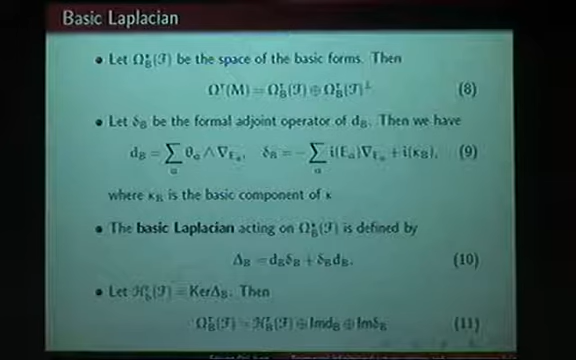 Basic Laplacian
• Let Ω*_B(ℱ) be the space of the basic forms. Then
Ω^r(M) = Ω^r_B(ℱ) ⊕ Ω^r_B(ℱ)^⊥ (8)
• Let δ_B be the formal adjoint operator of d_B. Then we have
d_B = ∑_a θ_a ∧ ∇_{E_a}, δ_B = − ∑_a i(E_a)∇_{E_a} + i(κ_B), (9)
where κ_B is the basic component of κ
• The basic Laplacian acting on Ω*_B(ℱ) is defined by
Δ_B = d_Bδ_B + δ_Bd_B. (10)
• Let ℋ^r_B(ℱ) = KerΔ_B. Then
Ω^r_B(ℱ) = ℋ^r_B(ℱ) ⊕ Imd_B ⊕ Imδ_B (11)